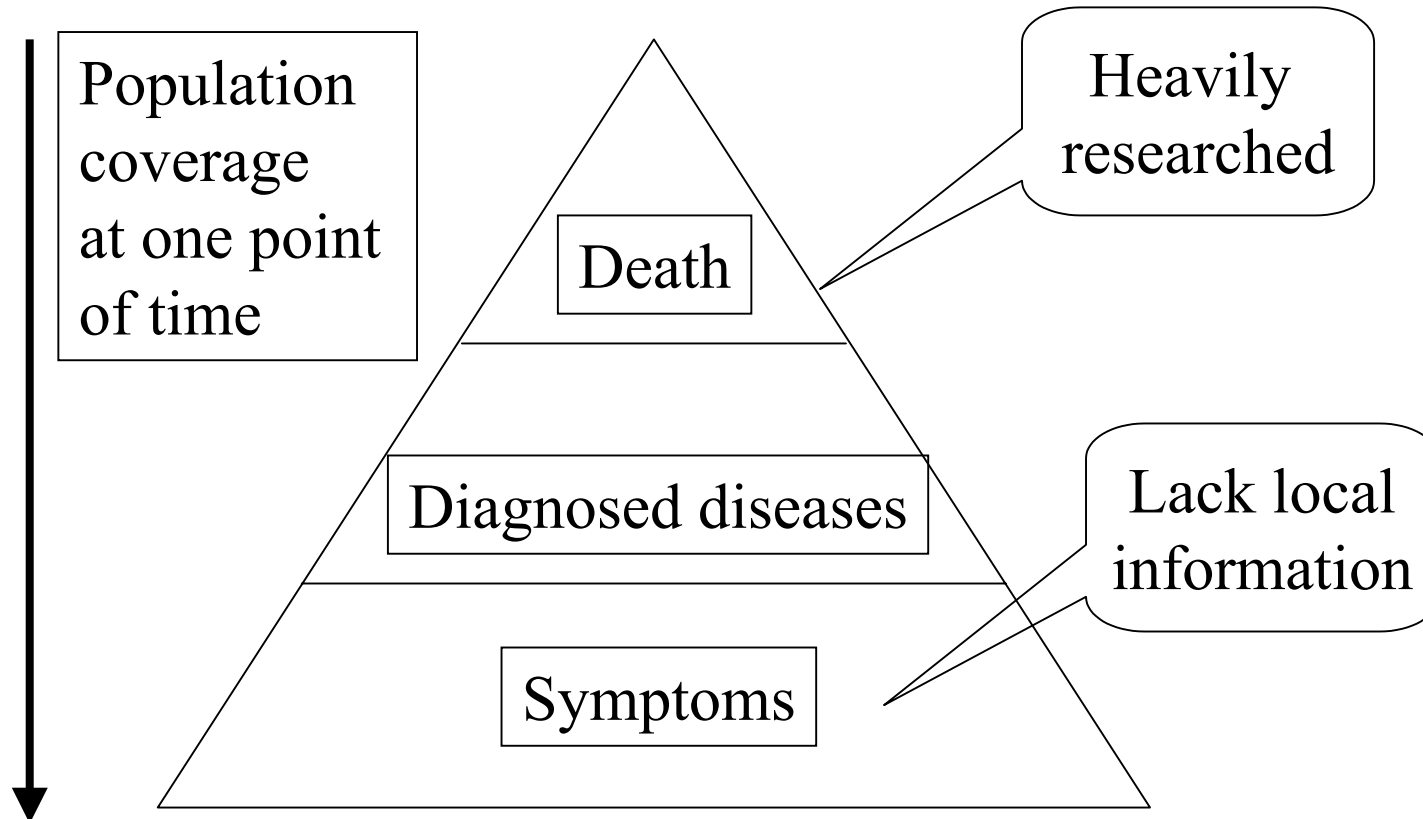 Population
coverage
at one point
of time
Heavily
researched
Death
Diagnosed diseases
Lack local
information
Symptoms